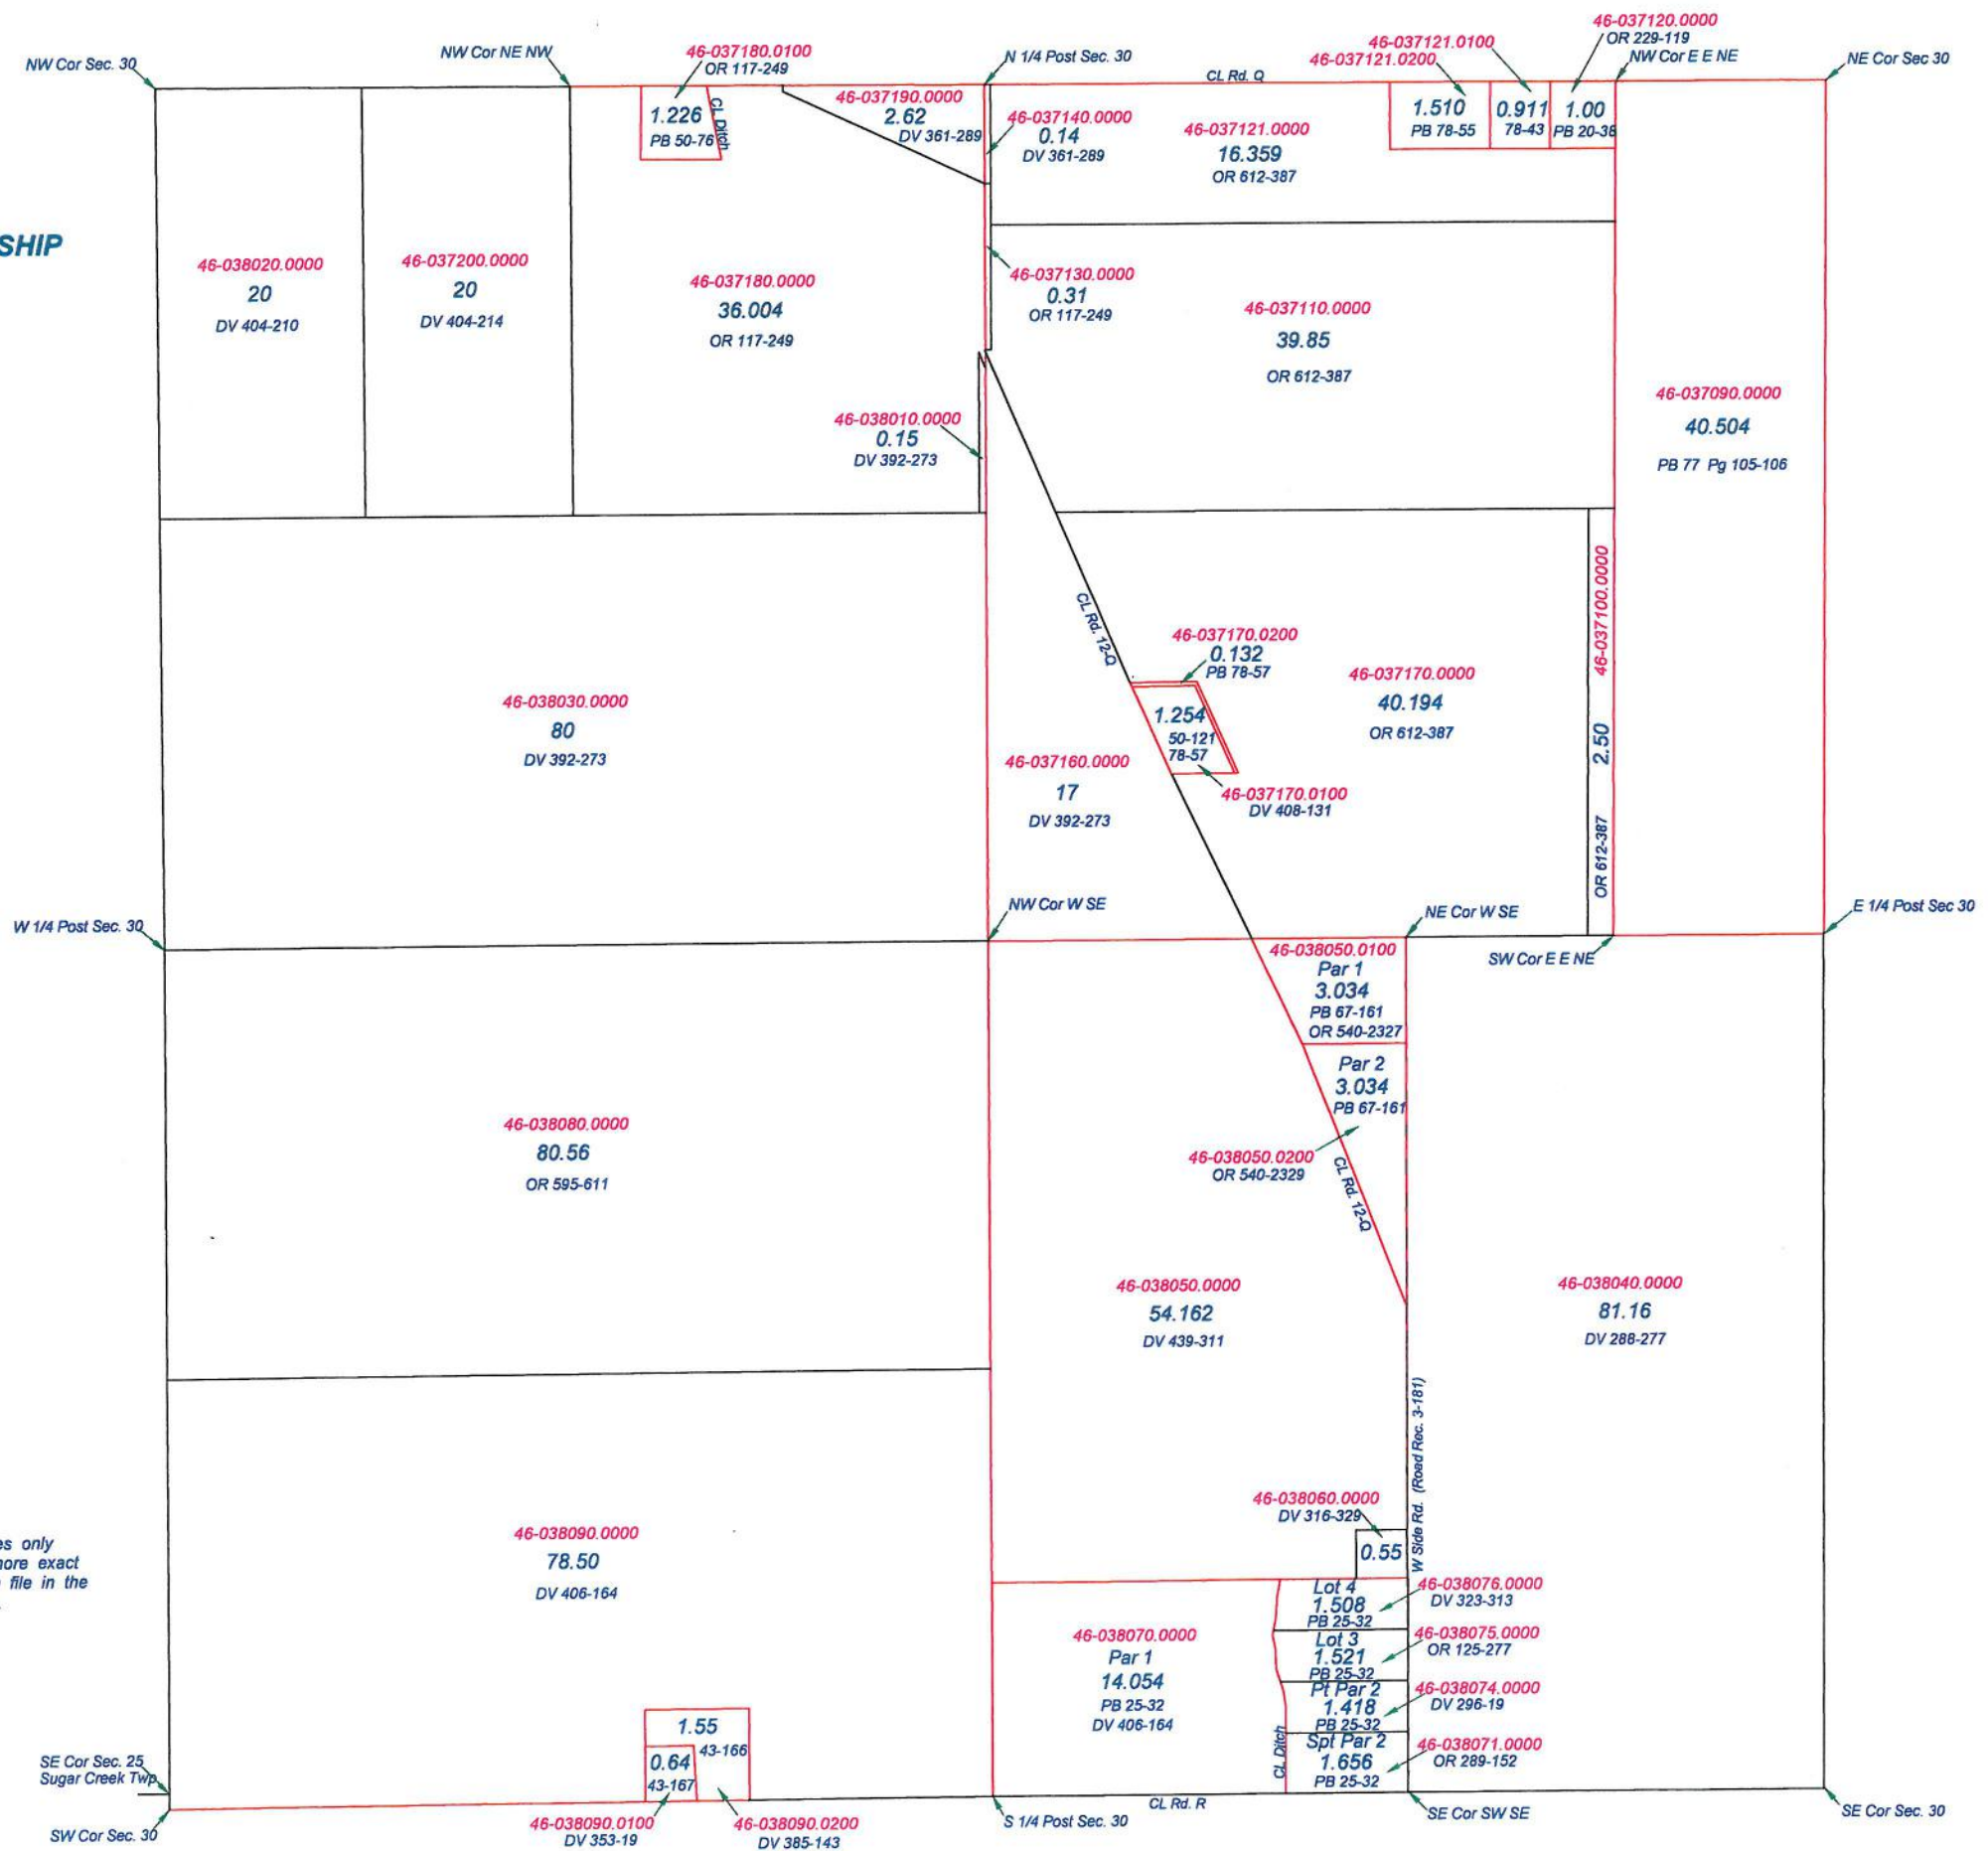 46-037120.0000
OR 229-119
46-037121.0100
46-037121.0200
NW Cor E E NE
NE Cor Sec 30
NW Cor Sec. 30
NW Cor NE NW
46-037180.0100
OR 117-249
N 1/4 Post Sec. 30
CL Rd. Q
1.226
PB 50-76
CL Ditch
46-037190.0000
2.62
DV 361-289
46-037140.0000
0.14
DV 361-289
46-037121.0000
16.359
OR 612-387
1.510
PB 78-55
0.911
78-43
1.00
PB 20-38
SHIP
46-038020.0000
20
DV 404-210
46-037200.0000
20
DV 404-214
46-037180.0000
36.004
OR 117-249
46-037130.0000
0.31
OR 117-249
46-037110.0000
39.85
OR 612-387
46-037090.0000
40.504
PB 77 Pg 105-106
46-038010.0000
0.15
DV 392-273
CL Rd. 12-Q
46-037100.0000
2.50
OR 612-387
46-037170.0200
0.132
PB 78-57
46-037170.0000
40.194
OR 612-387
1.254
50-121
78-57
46-037170.0100
DV 408-131
46-038030.0000
80
DV 392-273
46-037160.0000
17
DV 392-273
W 1/4 Post Sec. 30
NW Cor W SE
NE Cor W SE
E 1/4 Post Sec 30
SW Cor E E NE
46-038050.0100
Par 1
3.034
PB 67-161
OR 540-2327
Par 2
3.034
PB 67-161
46-038050.0200
OR 540-2329
CL Rd. 12-Q
46-038080.0000
80.56
OR 595-611
46-038050.0000
54.162
DV 439-311
46-038040.0000
81.16
DV 288-277
W Side Rd. (Road Rec. 3-181)
46-038060.0000
DV 316-329
0.55
es only
nore exact
file in the
46-038090.0000
78.50
DV 406-164
Lot 4
1.508
PB 25-32
46-038076.0000
DV 323-313
Lot 3
1.521
PB 25-32
46-038075.0000
OR 125-277
Pt Par 2
1.418
PB 25-32
46-038074.0000
DV 296-19
Spt Par 2
1.656
PB 25-32
46-038071.0000
OR 289-152
46-038070.0000
Par 1
14.054
PB 25-32
DV 406-164
CL Ditch
1.55
43-166
0.64
43-167
SE Cor Sec. 25
Sugar Creek Twp
SW Cor Sec. 30
46-038090.0100
DV 353-19
46-038090.0200
DV 385-143
S 1/4 Post Sec. 30
CL Rd. R
SE Cor SW SE
SE Cor Sec. 30